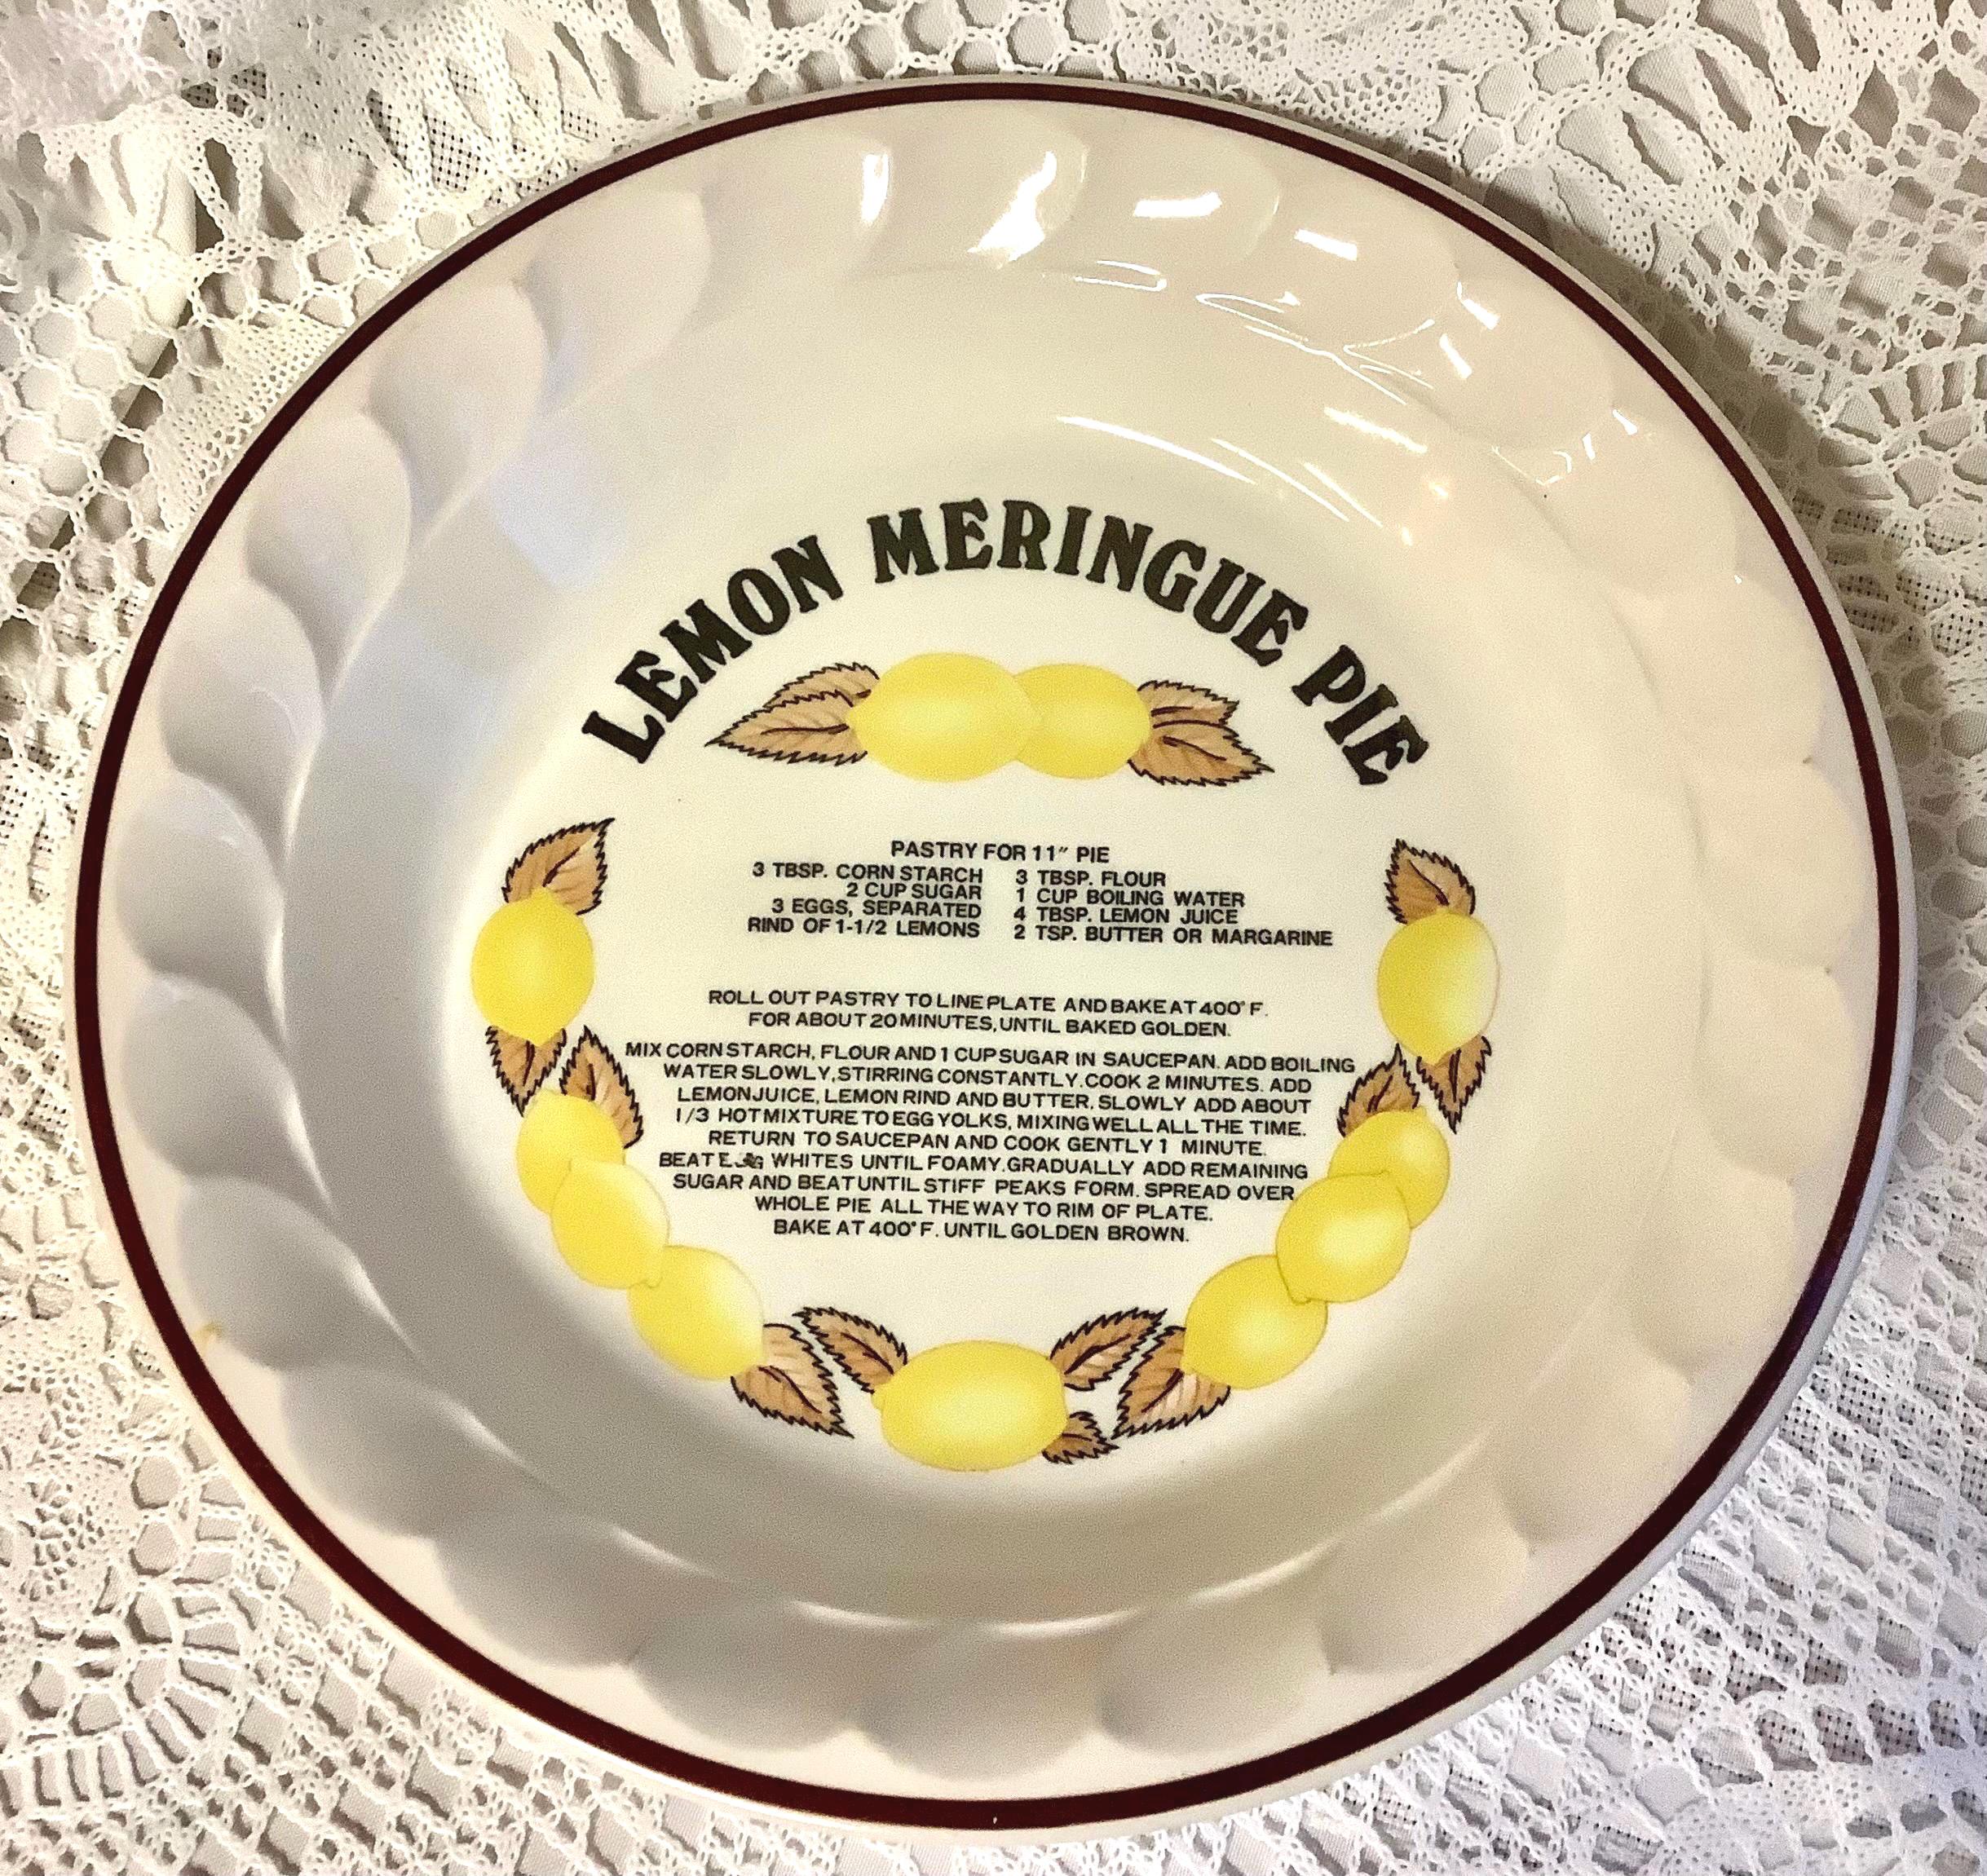 LEMON MERINGUE PIE
PASTRY FOR 11" PIE
3 TBSP. CORN STARCH 3 TBSP. FLOUR
2 CUP SUGAR 1 CUP BOILING WATER
3 EGGS, SEPARATED 4 TBSP. LEMON JUICE
RIND OF 1-1/2 LEMONS 2 TSP. BUTTER OR MARGARINE
ROLL OUT PASTRY TO LINE PLATE AND BAKE AT 400° F.
FOR ABOUT 20 MINUTES, UNTIL BAKED GOLDEN.
MIX CORN STARCH, FLOUR AND 1 CUP SUGAR IN SAUCEPAN. ADD BOILING
WATER SLOWLY, STIRRING CONSTANTLY. COOK 2 MINUTES. ADD
LEMON JUICE, LEMON RIND AND BUTTER. SLOWLY ADD ABOUT
1/3 HOT MIXTURE TO EGG YOLKS, MIXING WELL ALL THE TIME.
RETURN TO SAUCEPAN AND COOK GENTLY 1 MINUTE.
BEAT WHITES UNTIL FOAMY. GRADUALLY ADD REMAINING
SUGAR AND BEAT UNTIL STIFF PEAKS FORM. SPREAD OVER
WHOLE PIE ALL THE WAY TO RIM OF PLATE.
BAKE AT 400° F. UNTIL GOLDEN BROWN.